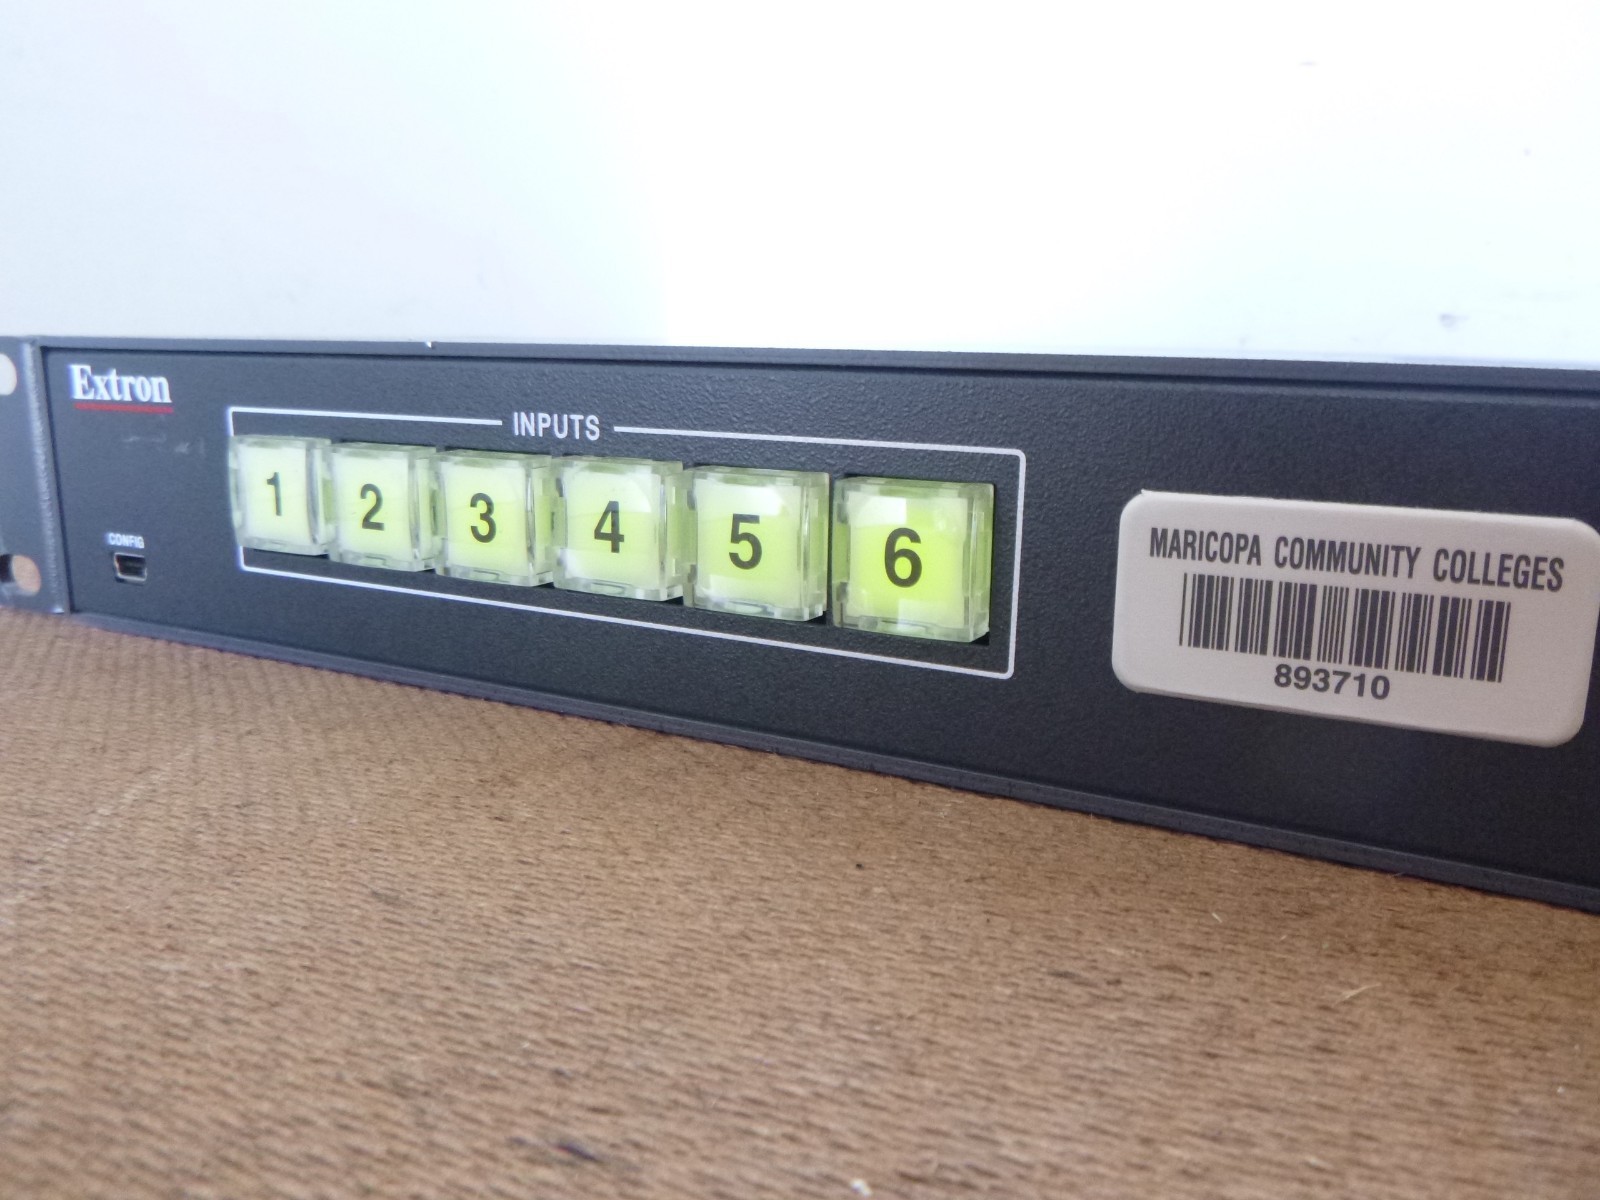 Extron
INPUTS
1 2 3 4 5 6
CONFIG
MARICOPA COMMUNITY COLLEGES
893710